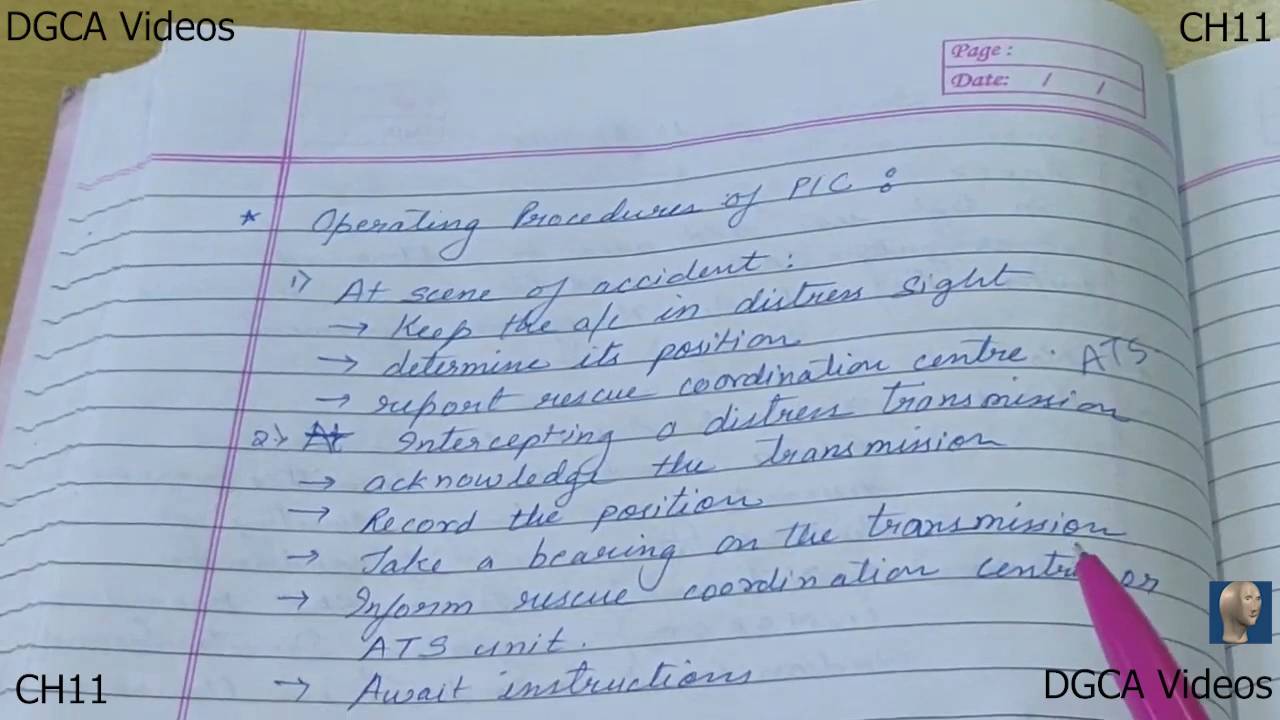 DGCA Videos
CH11
Page :
Date: / /
* Operating Procedures of PIC :
1) At scene of accident :
→ Keep the a/c in distress sight
→ determine its position
→ report rescue coordination centre . ATS
2) At Intercepting a distress transmission
→ acknowledge the transmission
→ Record the position
→ Take a bearing on the transmission
→ Inform rescue coordination centre or
ATS unit.
→ Await instructions
CH11
DGCA Videos